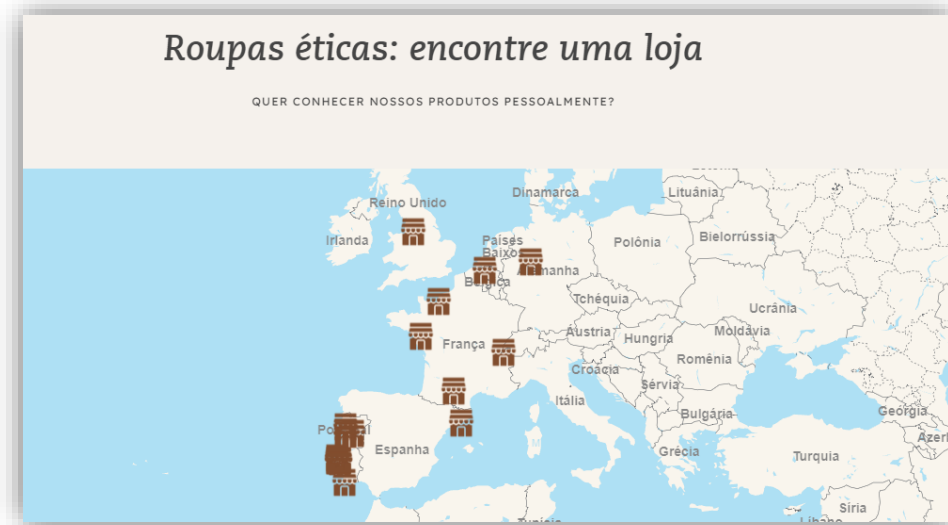 Roupas éticas: encontre uma loja
QUER CONHECER NOSSOS PRODUTOS PESSOALMENTE?
Dinamarca
Lituânia
Reino Unido
Irlanda
Países
Baixos
Polônia
Bielorrússia
Alemanha
Bélgica
Tchéquia
Ucrânia
Áustria
Hungria
Moldávia
França
Romênia
Croácia
Sérvia
Itália
Bulgária
Geórgia
Portugal
Espanha
Grécia
Turquia
Síria